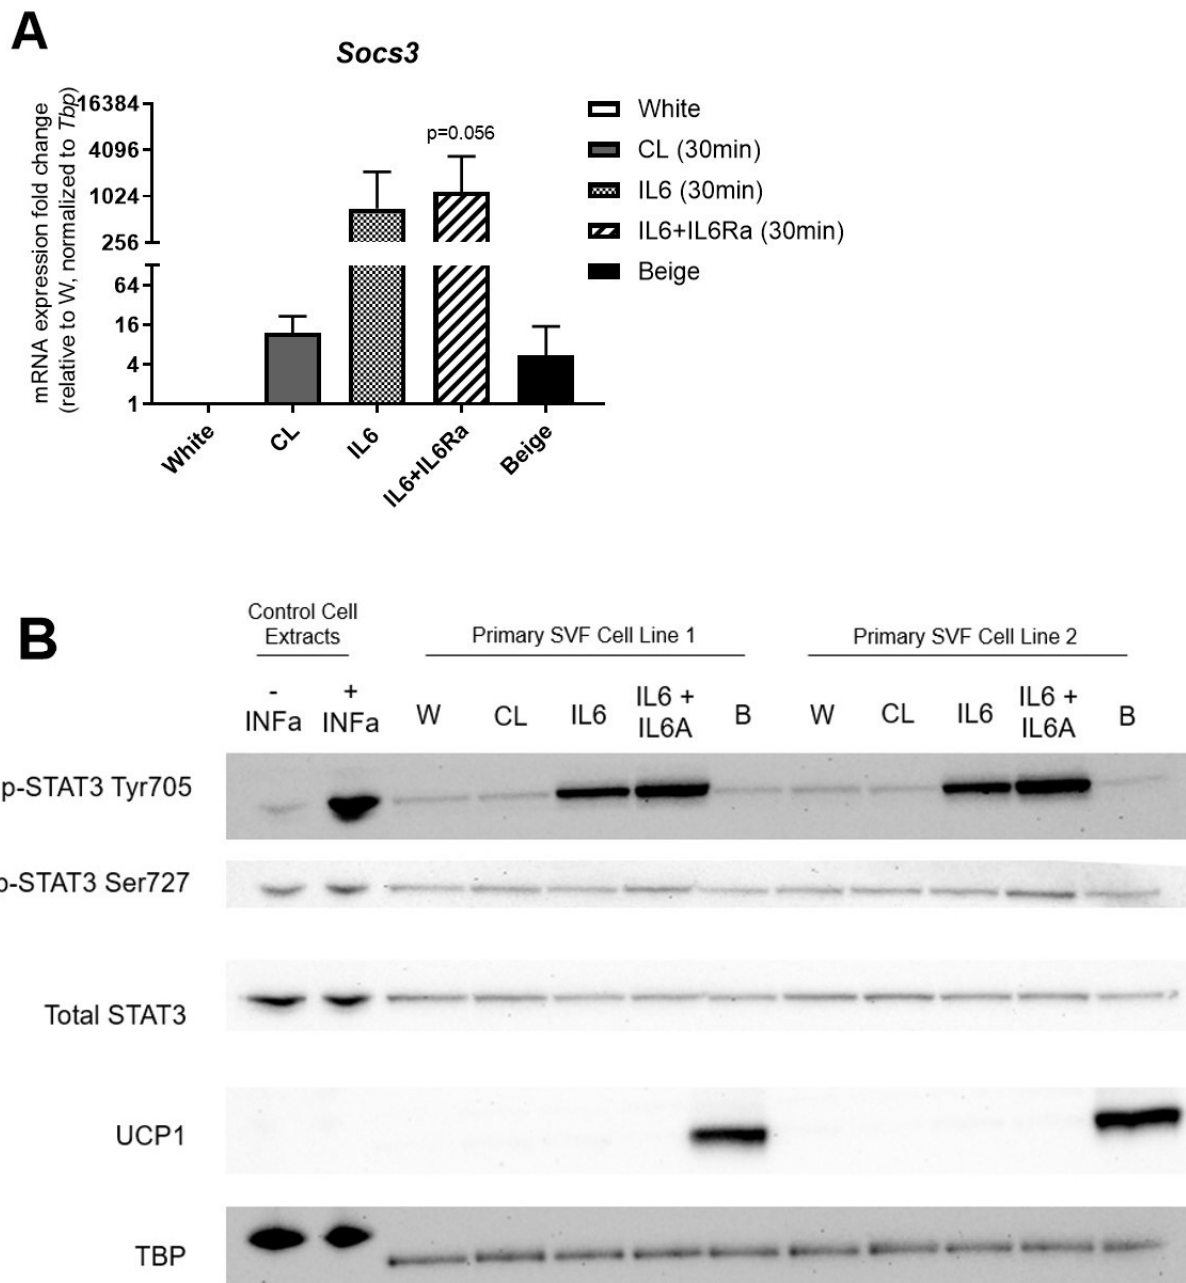 A
Socs3
mRNA expression fold change
(relative to W, normalized to Tbp)
16384
4096
1024
256
64
16
4
1
p=0.056
White
CL
IL6
IL6+IL6Ra
Beige
White
CL (30min)
IL6 (30min)
IL6+IL6Ra (30min)
Beige
B
Control Cell
Extracts
Primary SVF Cell Line 1
Primary SVF Cell Line 2
-
INFa
+
INFa
W
CL
IL6
IL6 +
IL6A
B
W
CL
IL6
IL6 +
IL6A
B
p-STAT3 Tyr705
p-STAT3 Ser727
Total STAT3
UCP1
TBP